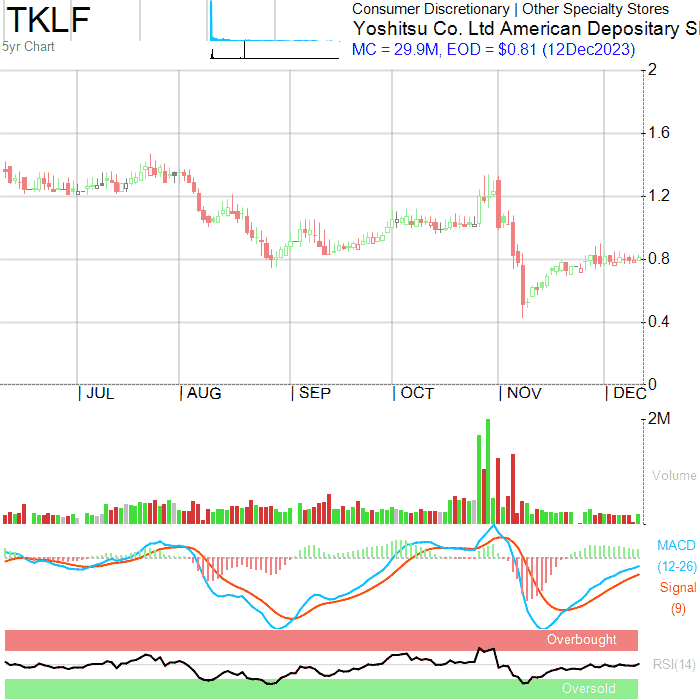 TKLF
5yr Chart
Consumer Discretionary | Other Specialty Stores
Yoshitsu Co. Ltd American Depositary S
MC = 29.9M, EOD = $0.81 (12Dec2023)
2
1.6
1.2
0.8
0.4
0
| JUL | AUG | SEP | OCT | NOV | DEC
2M
Volume
MACD
(12-26)
Signal
(9)
Overbought
RSI(14)
Oversold